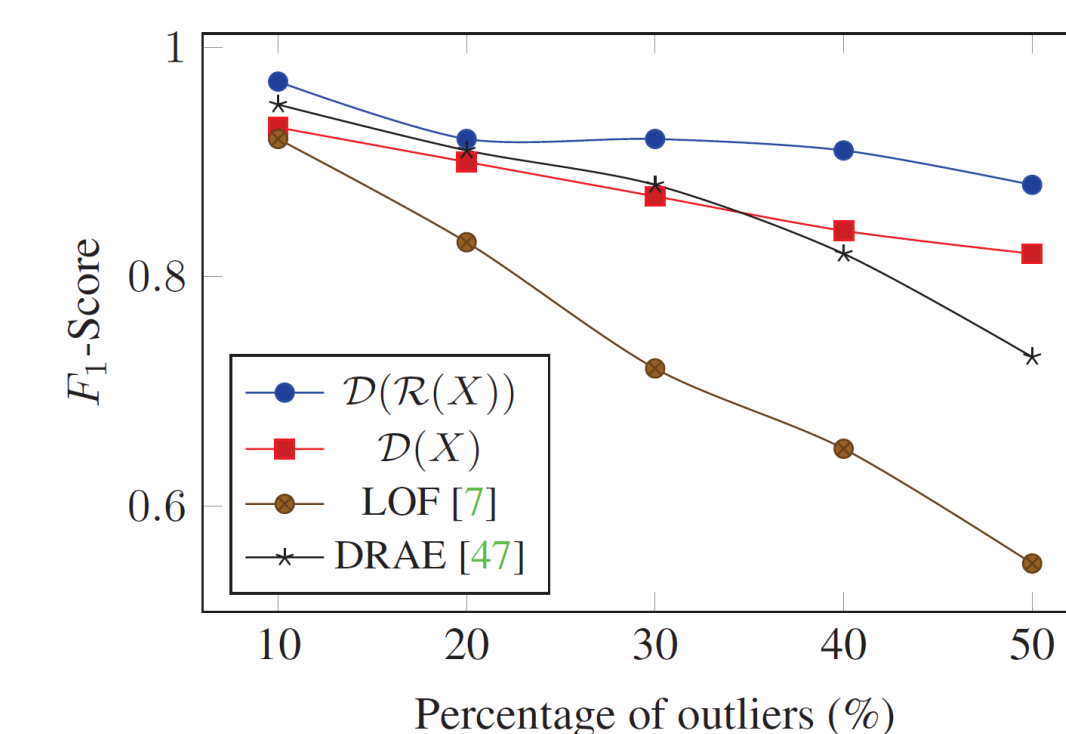 1
0.8
0.6
F₁-Score
𝒟(ℛ(X))
𝒟(X)
LOF [7]
DRAE [47]
10 20 30 40 50
Percentage of outliers (%)